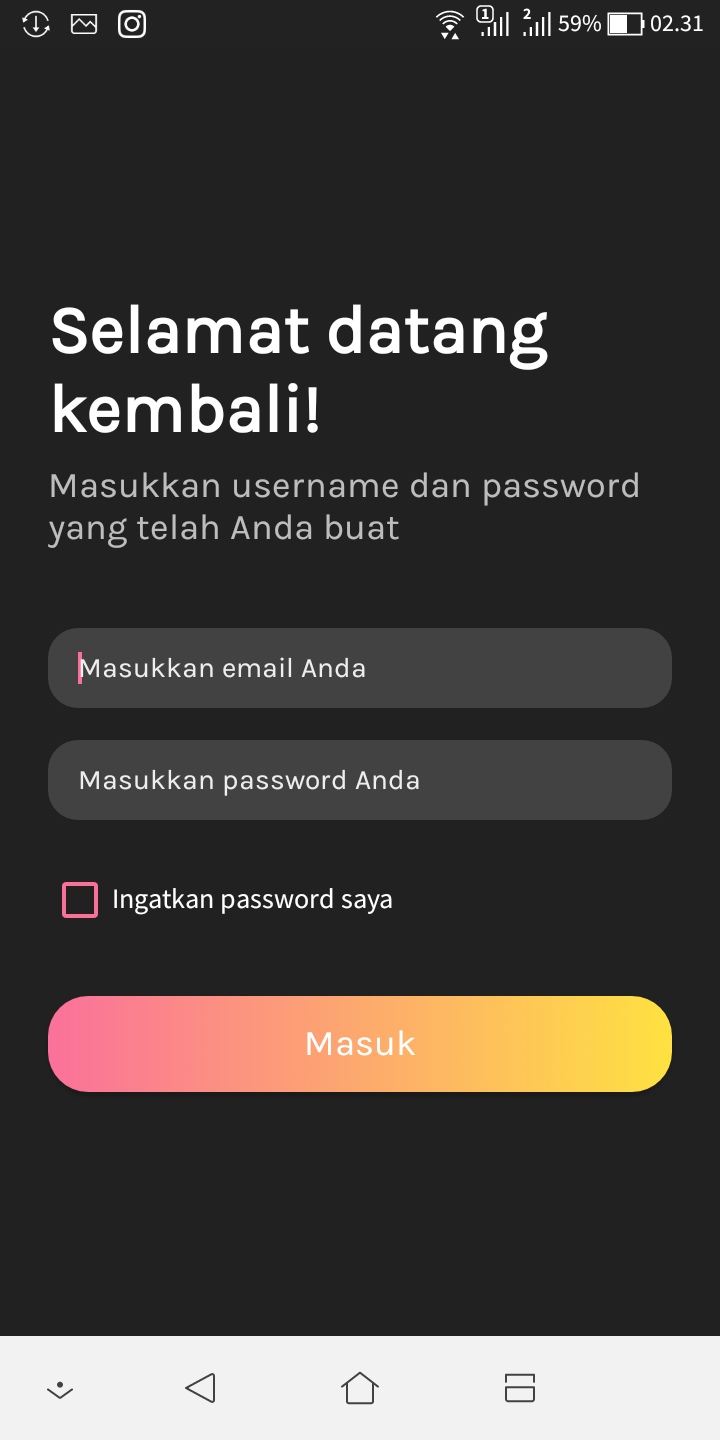 1 2 59% 02.31
Selamat datang
kembali!
Masukkan username dan password
yang telah Anda buat
Masukkan email Anda
Masukkan password Anda
Ingatkan password saya
Masuk